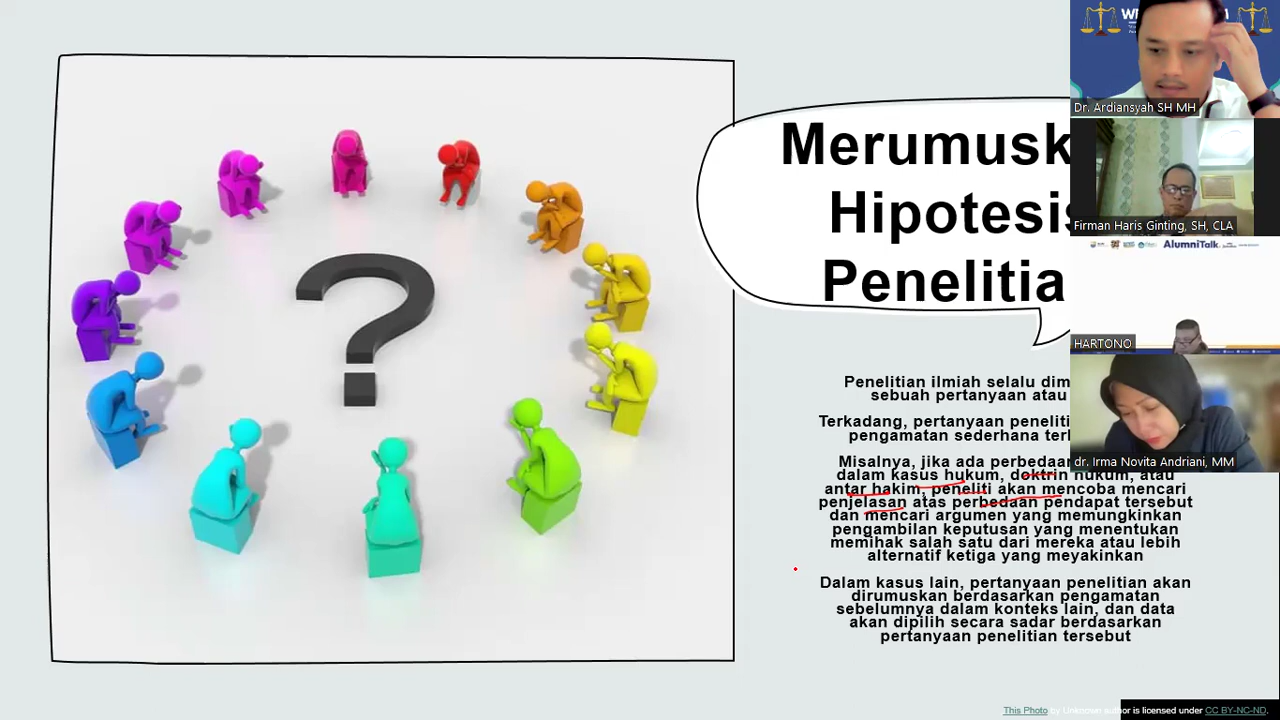 Merumusk
Hipotesis
Penelitia
Penelitian ilmiah selalu dim
sebuah pertanyaan atau
Terkadang, pertanyaan peneliti
pengamatan sederhana ter
Misalnya, jika ada perbedaan
dalam kasus hukum, doktrin hukum, atau
antar hakim, peneliti akan mencoba mencari
penjelasan atas perbedaan pendapat tersebut
dan mencari argumen yang memungkinkan
pengambilan keputusan yang menentukan
memihak salah satu dari mereka atau lebih
alternatif ketiga yang meyakinkan
Dalam kasus lain, pertanyaan penelitian akan
dirumuskan berdasarkan pengamatan
sebelumnya dalam konteks lain, dan data
akan dipilih secara sadar berdasarkan
pertanyaan penelitian tersebut
This Photo by Unknown author is licensed under CC BY-NC-ND.
Dr. Ardiansyah SH MH
Firman Haris Ginting, SH, CLA
AlumniTalk
HARTONO
dr. Irma Novita Andriani, MM